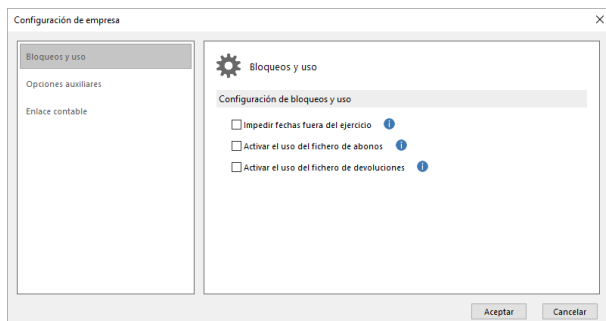 Configuración de empresa
Bloqueos y uso
Opciones auxiliares
Enlace contable
Bloqueos y uso
Configuración de bloqueos y uso
Impedir fechas fuera del ejercicio
Activar el uso del fichero de abonos
Activar el uso del fichero de devoluciones
Aceptar Cancelar